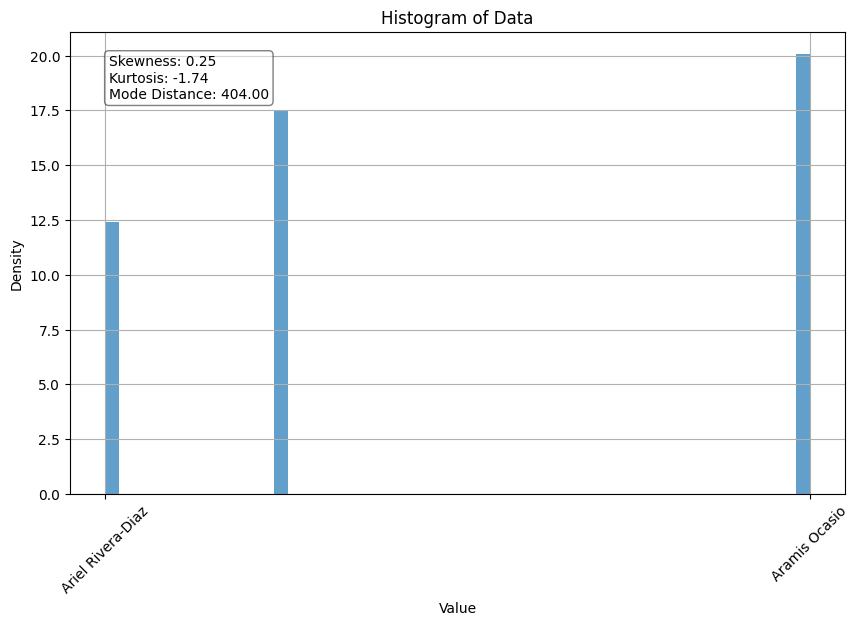 Histogram of Data
Skewness: 0.25
Kurtosis: -1.74
Mode Distance: 404.00
20.0
17.5
15.0
12.5
10.0
7.5
5.0
2.5
0.0
Density
Ariel Rivera-Diaz
Aramis Ocasio
Value